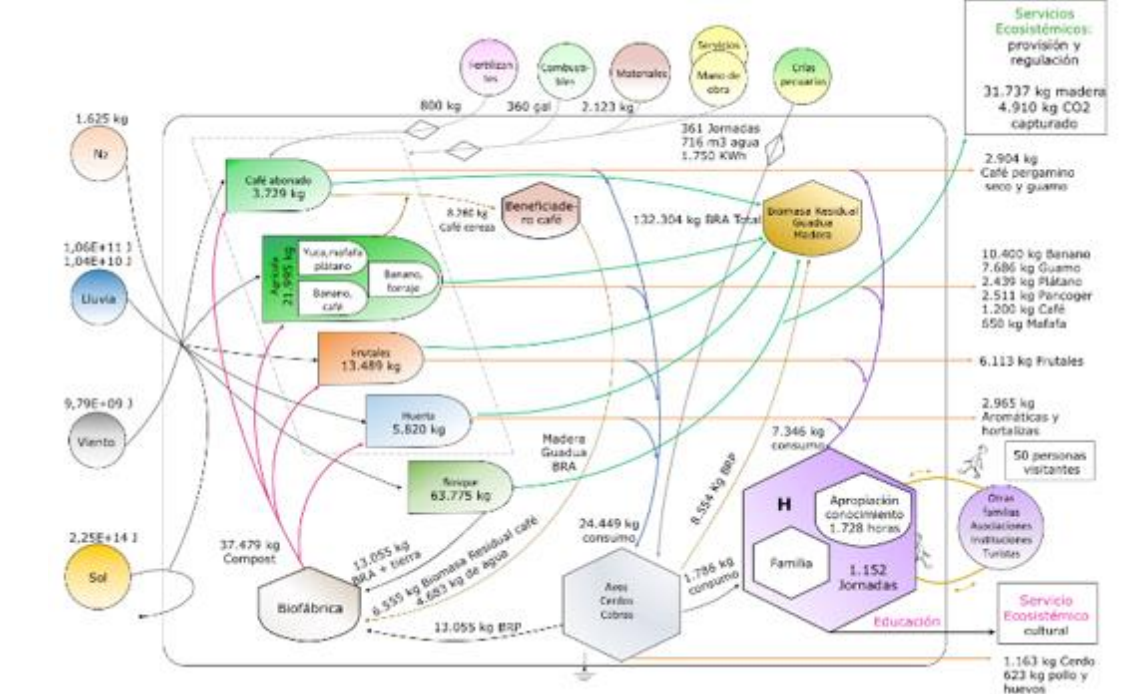 Servicios
Ecosistémicos:
provisión y
regulación
31.737 kg madera
4.910 kg CO2
capturado
Fertilizan
tes
Combusti-
bles
Materiales
Servicios
Mano de
obra
Crías
pecuarias
800 kg
360 gal
2.123 kg
361 Jornadas
716 m3 agua
1.750 KWh
1.625 kg
N2
Café abonado
3.729 kg
8.260 kg
Café cereza
Beneficiade-
ro café
132.304 kg BRA Total
Biomasa Residual
Guadua
Madera
2.904 kg
Café pergamino
seco y guamo
1,06E+11 J
1,04E+10 J
Lluvia
Agrícola
21.995 kg
Yuca, mafafa
plátano
Banano,
forraje
Banano,
café
10.400 kg Banano
7.686 kg Guamo
2.439 kg Plátano
2.511 kg Pancoger
1.200 kg Café
650 kg Mafafa
Frutales
13.489 kg
6.113 kg Frutales
9,79E+09 J
Viento
Huerta
5.820 kg
2.965 kg
Aromáticas y
hortalizas
Madera
Guadua
BRA
7.346 kg
consumo
Bosque
63.775 kg
8.554 kg BRP
50 personas
visitantes
H
Apropiación
conocimiento
1.728 horas
Familia
1.152
Jornadas
Otras
familias
Asociaciones
Instituciones
Turistas
2,25E+14 J
Sol
37.479 kg
Compost
13.055 kg
BRA + tierra
6.555 kg Biomasa Residual café
4.683 kg de agua
24.449 kg
consumo
Biofábrica
13.055 kg BRP
Aves
Cerdos
Cabras
1.786 kg
consumo
Educación
Servicio
Ecosistémico
cultural
1.163 kg Cerdo
623 kg pollo y
huevos